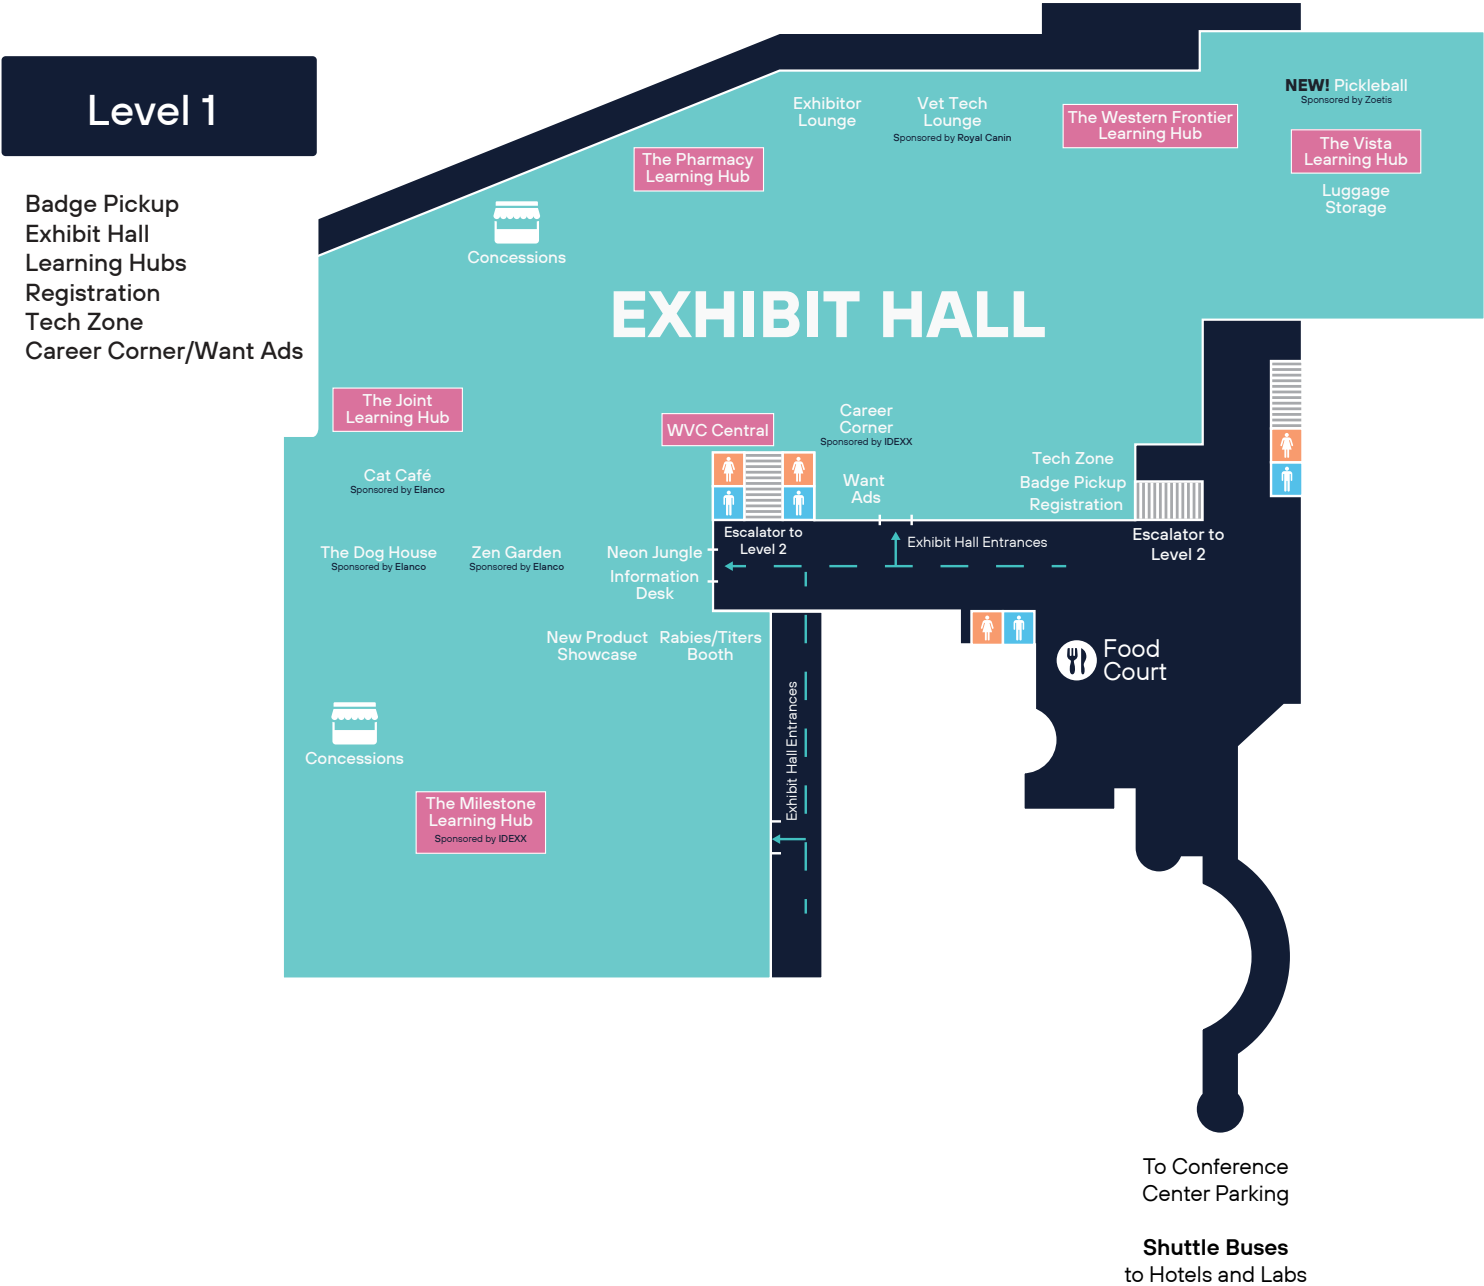 Level 1
Badge Pickup
Exhibit Hall
Learning Hubs
Registration
Tech Zone
Career Corner/Want Ads
NEW! Pickleball
Sponsored by Zoetis
Exhibitor
Lounge
Vet Tech
Lounge
Sponsored by Royal Canin
The Western Frontier
Learning Hub
The Vista
Learning Hub
Luggage
Storage
The Pharmacy
Learning Hub
Concessions
EXHIBIT HALL
The Joint
Learning Hub
WVC Central
Career
Corner
Sponsored by IDEXX
Cat Café
Sponsored by Elanco
Want
Ads
Tech Zone
Badge Pickup
Registration
Escalator to
Level 2
Exhibit Hall Entrances
Escalator to
Level 2
The Dog House
Sponsored by Elanco
Zen Garden
Sponsored by Elanco
Neon Jungle
Information
Desk
New Product
Showcase
Rabies/Titers
Booth
Food
Court
Exhibit Hall Entrances
Concessions
The Milestone
Learning Hub
Sponsored by IDEXX
To Conference
Center Parking
Shuttle Buses
to Hotels and Labs